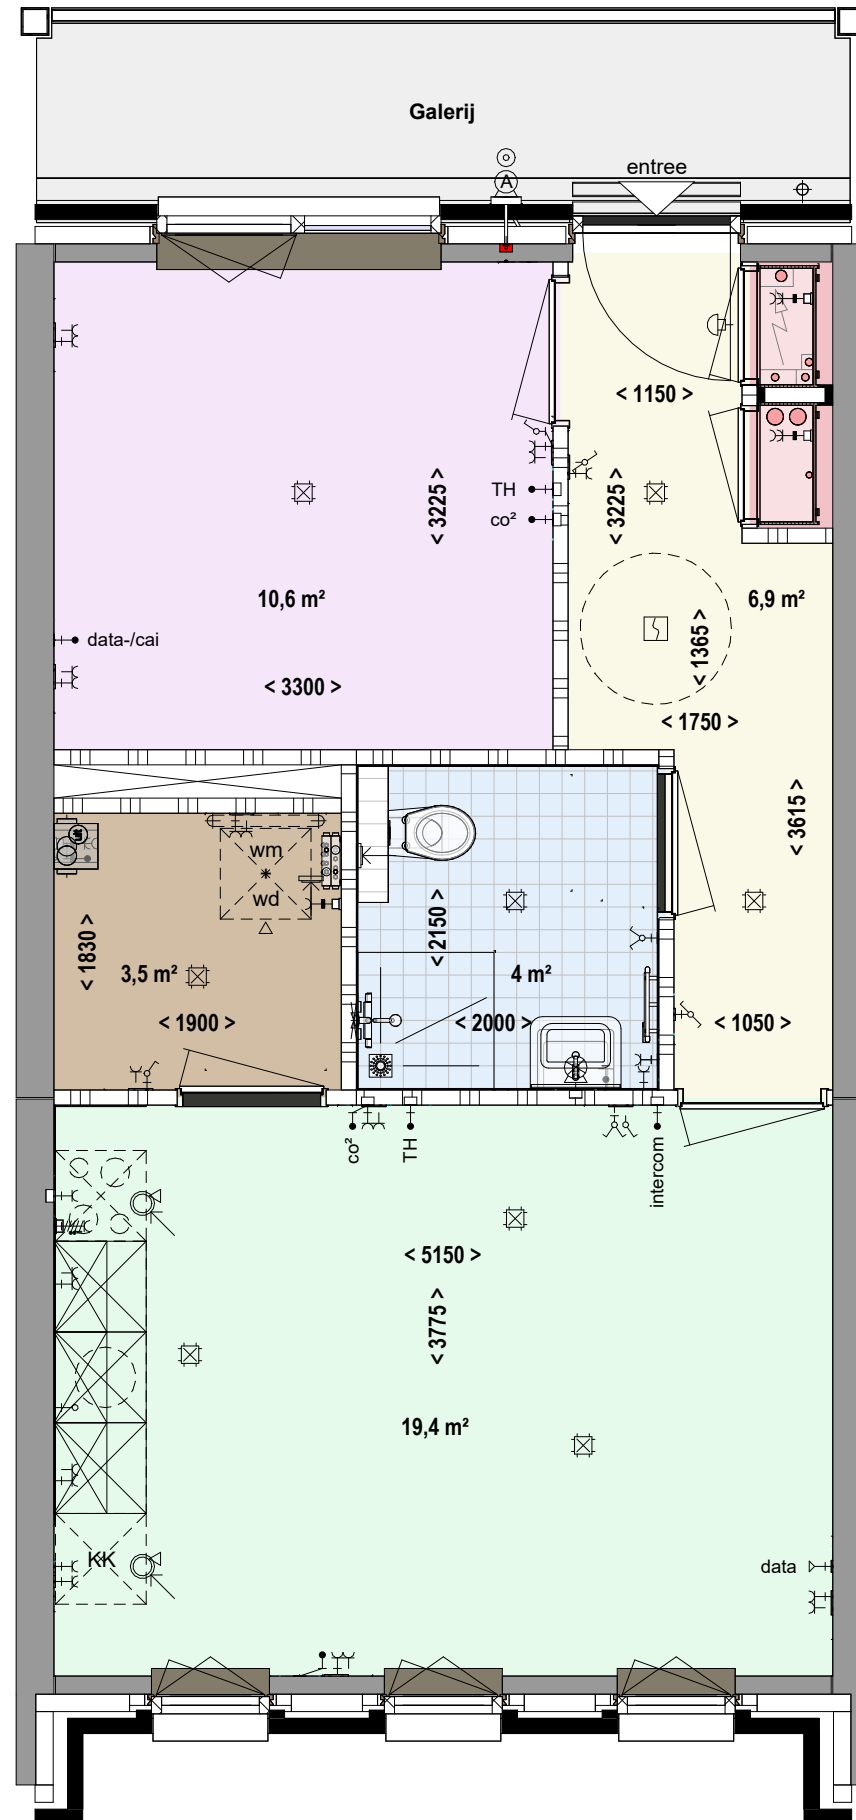 Galerij
entree
A
< 1150 >
TH
co²
< 3225 >
< 3225 >
10,6 m²
6,9 m²
data-/cai
< 1365 >
< 3300 >
< 1750 >
< 3615 >
wm
wd
< 1830 >
3,5 m²
< 2150 >
4 m²
< 1900 >
< 2000 >
< 1050 >
co²
TH
intercom
< 5150 >
< 3775 >
19,4 m²
KK
data